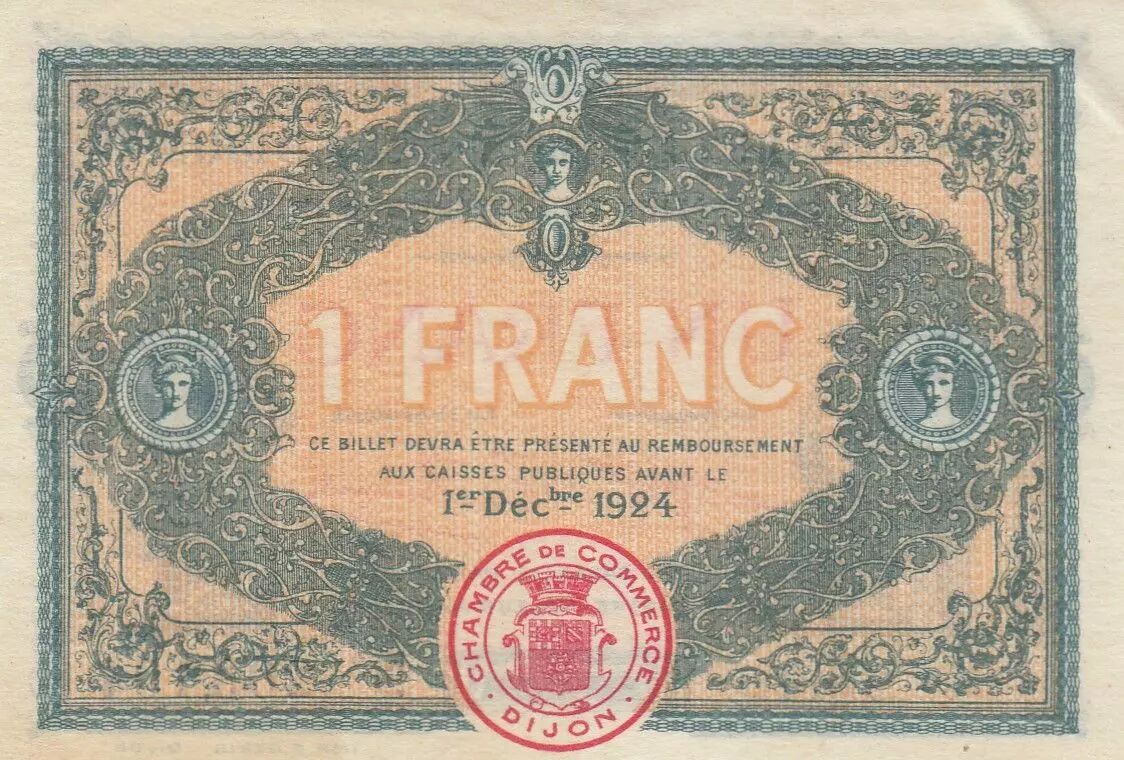 1 FRANC
CE BILLET DEVRA ÊTRE PRÉSENTÉ AU REMBOURSEMENT
AUX CAISSES PUBLIQUES AVANT LE
1er Décbre 1924
CHAMBRE DE COMMERCE
· DIJON ·